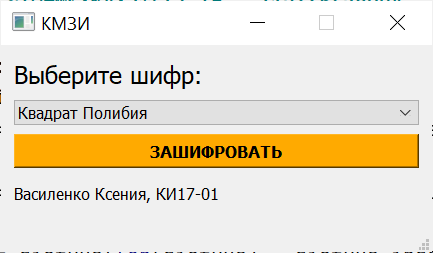 КМЗИ
Выберите шифр:
Квадрат Полибия
ЗАШИФРОВАТЬ
Василенко Ксения, КИ17-01